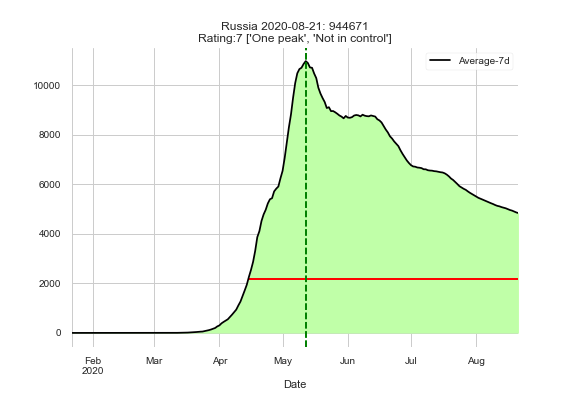 Russia 2020-08-21: 944671
Rating:7 ['One peak', 'Not in control']
Average-7d
10000
8000
6000
4000
2000
0
Feb Mar Apr May Jun Jul Aug
2020
Date